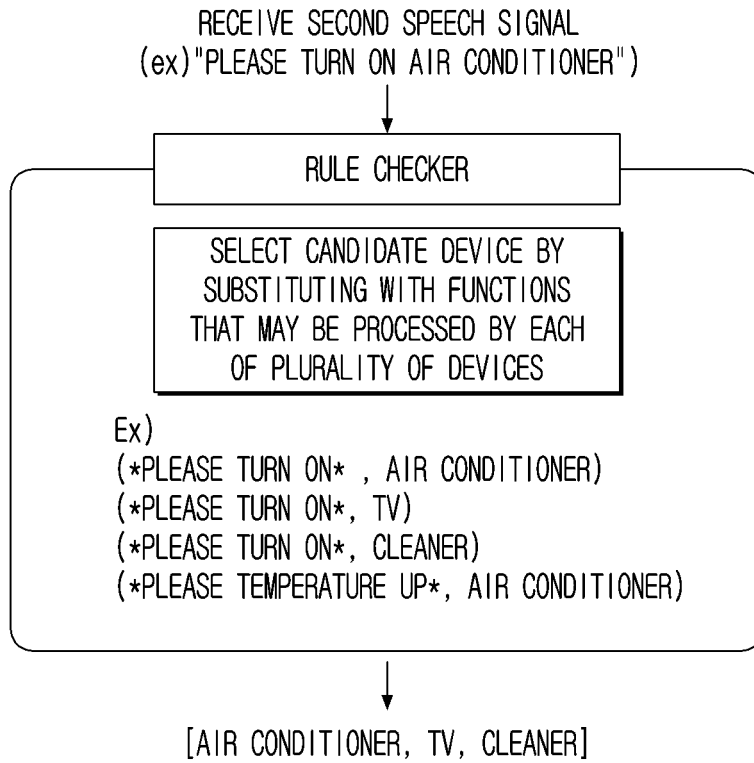 RECEIVE SECOND SPEECH SIGNAL
(ex)"PLEASE TURN ON AIR CONDITIONER")
RULE CHECKER
SELECT CANDIDATE DEVICE BY
SUBSTITUTING WITH FUNCTIONS
THAT MAY BE PROCESSED BY EACH
OF PLURALITY OF DEVICES
Ex)
(*PLEASE TURN ON* , AIR CONDITIONER)
(*PLEASE TURN ON*, TV)
(*PLEASE TURN ON*, CLEANER)
(*PLEASE TEMPERATURE UP*, AIR CONDITIONER)
[AIR CONDITIONER, TV, CLEANER]